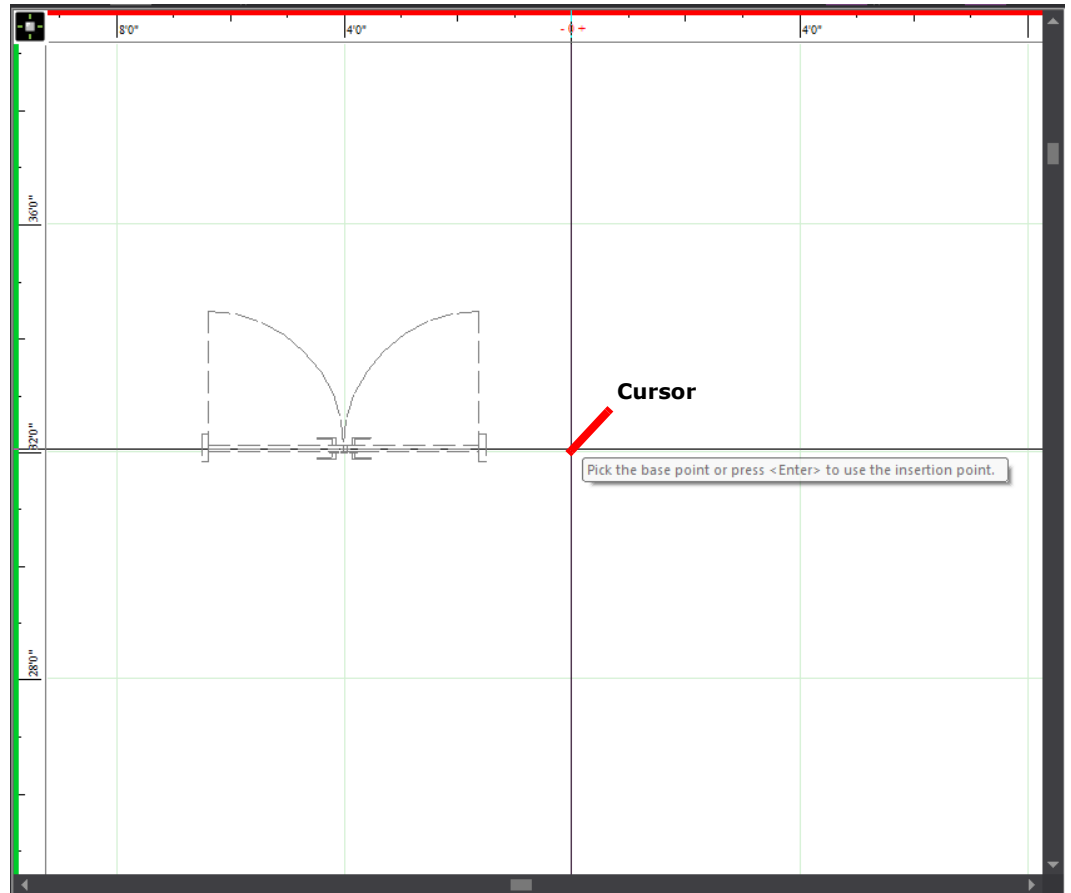 8'0" 4'0" - 0 + 4'0"
36'0"
Cursor
32'0"
Pick the base point or press <Enter> to use the insertion point.
28'0"